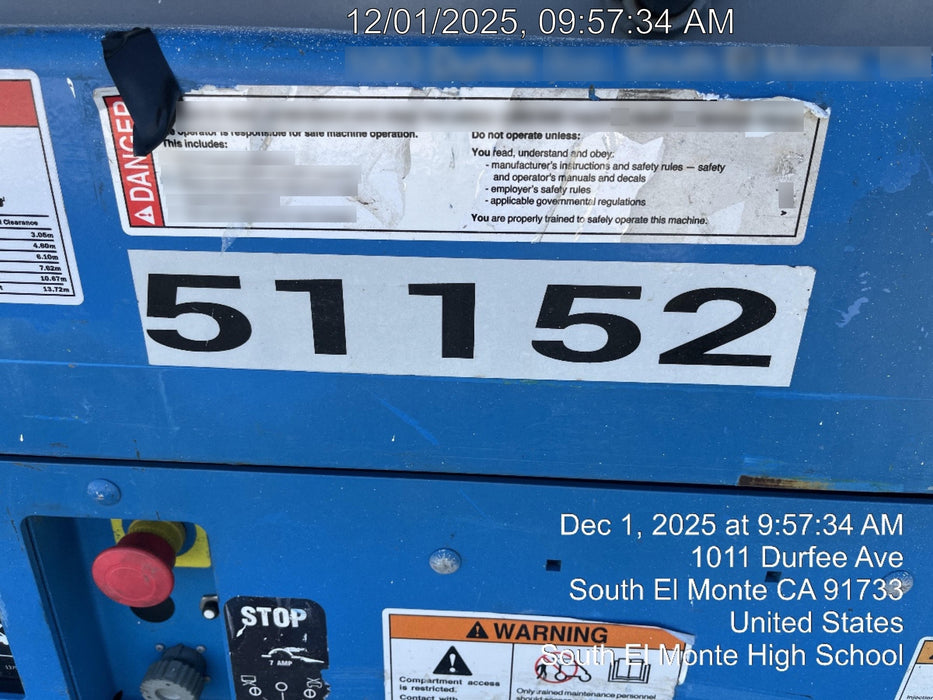 12/01/2025, 09:57:34 AM
DANGER
The operator is responsible for safe machine operation.
This includes:
Do not operate unless:
You read, understand and obey:
- manufacturer's instructions and safety rules — safety
and operator's manuals and decals
- employer's safety rules
- applicable governmental regulations
You are properly trained to safely operate this machine.
Clearance
3.05m
4.60m
6.10m
7.62m
10.67m
13.72m
51152
Dec 1, 2025 at 9:57:34 AM
1011 Durfee Ave
South El Monte CA 91733
United States
South El Monte High School
STOP
7 AMP
WARNING
Compartment access
is restricted.
Contact with
Only trained maintenance personnel